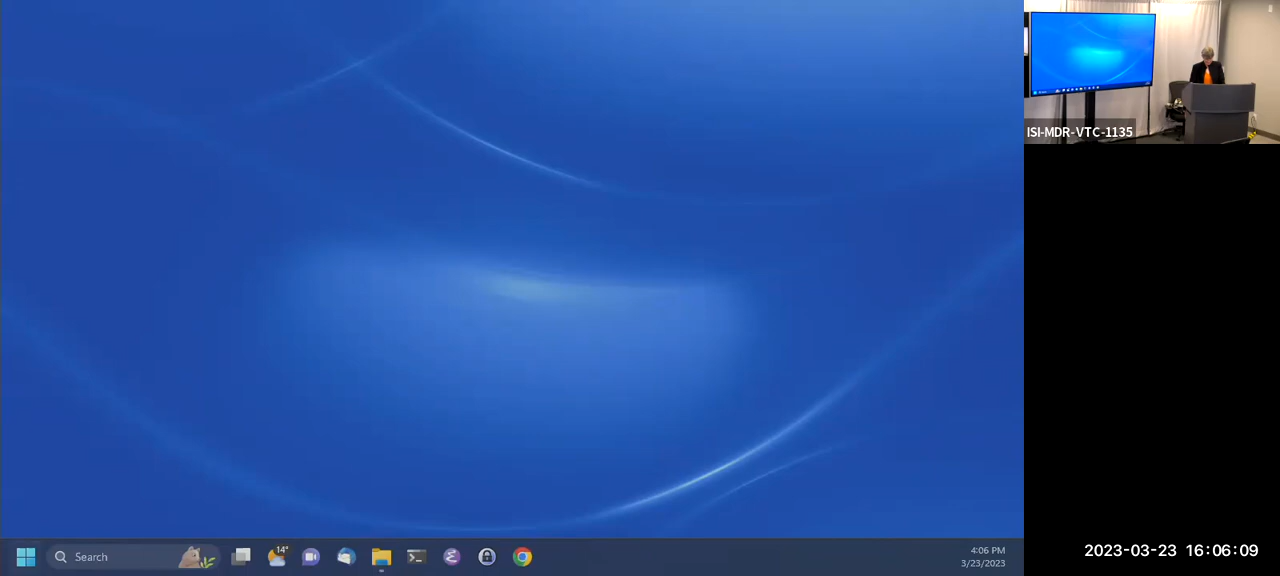 ISI-MDR-VTC-1135
Search
14°
4:06 PM
3/23/2023
2023-03-23 16:06:09